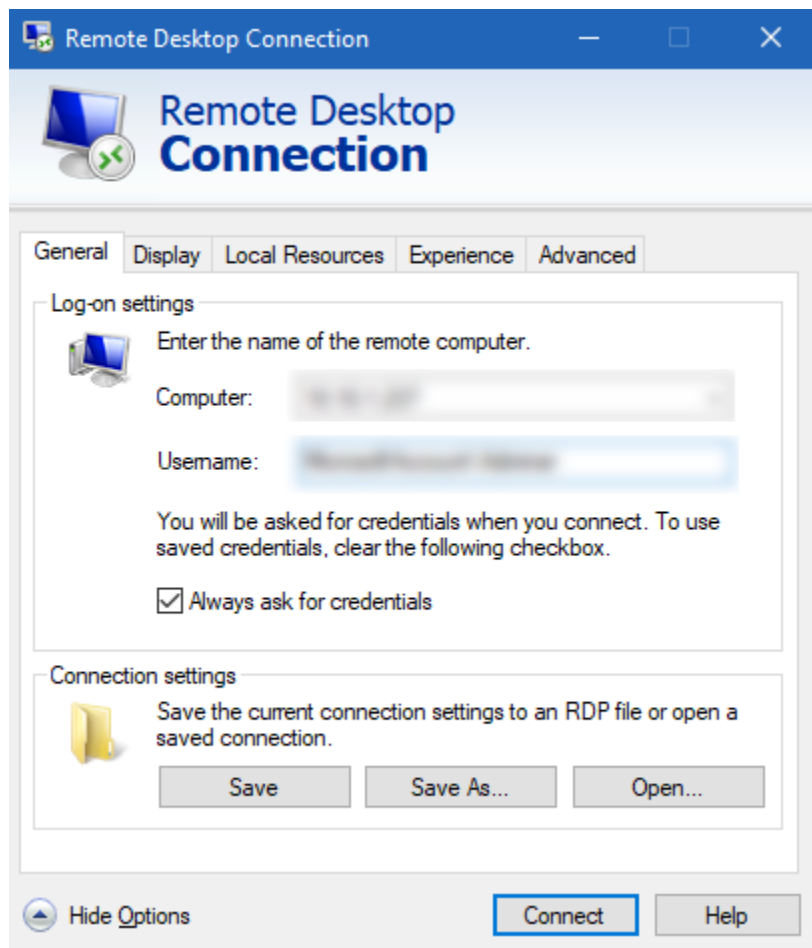 Remote Desktop Connection
Remote Desktop
Connection
General Display Local Resources Experience Advanced
Log-on settings
Enter the name of the remote computer.
Computer:
Username:
You will be asked for credentials when you connect. To use
saved credentials, clear the following checkbox.
Always ask for credentials
Connection settings
Save the current connection settings to an RDP file or open a
saved connection.
Save Save As... Open...
Hide Options Connect Help